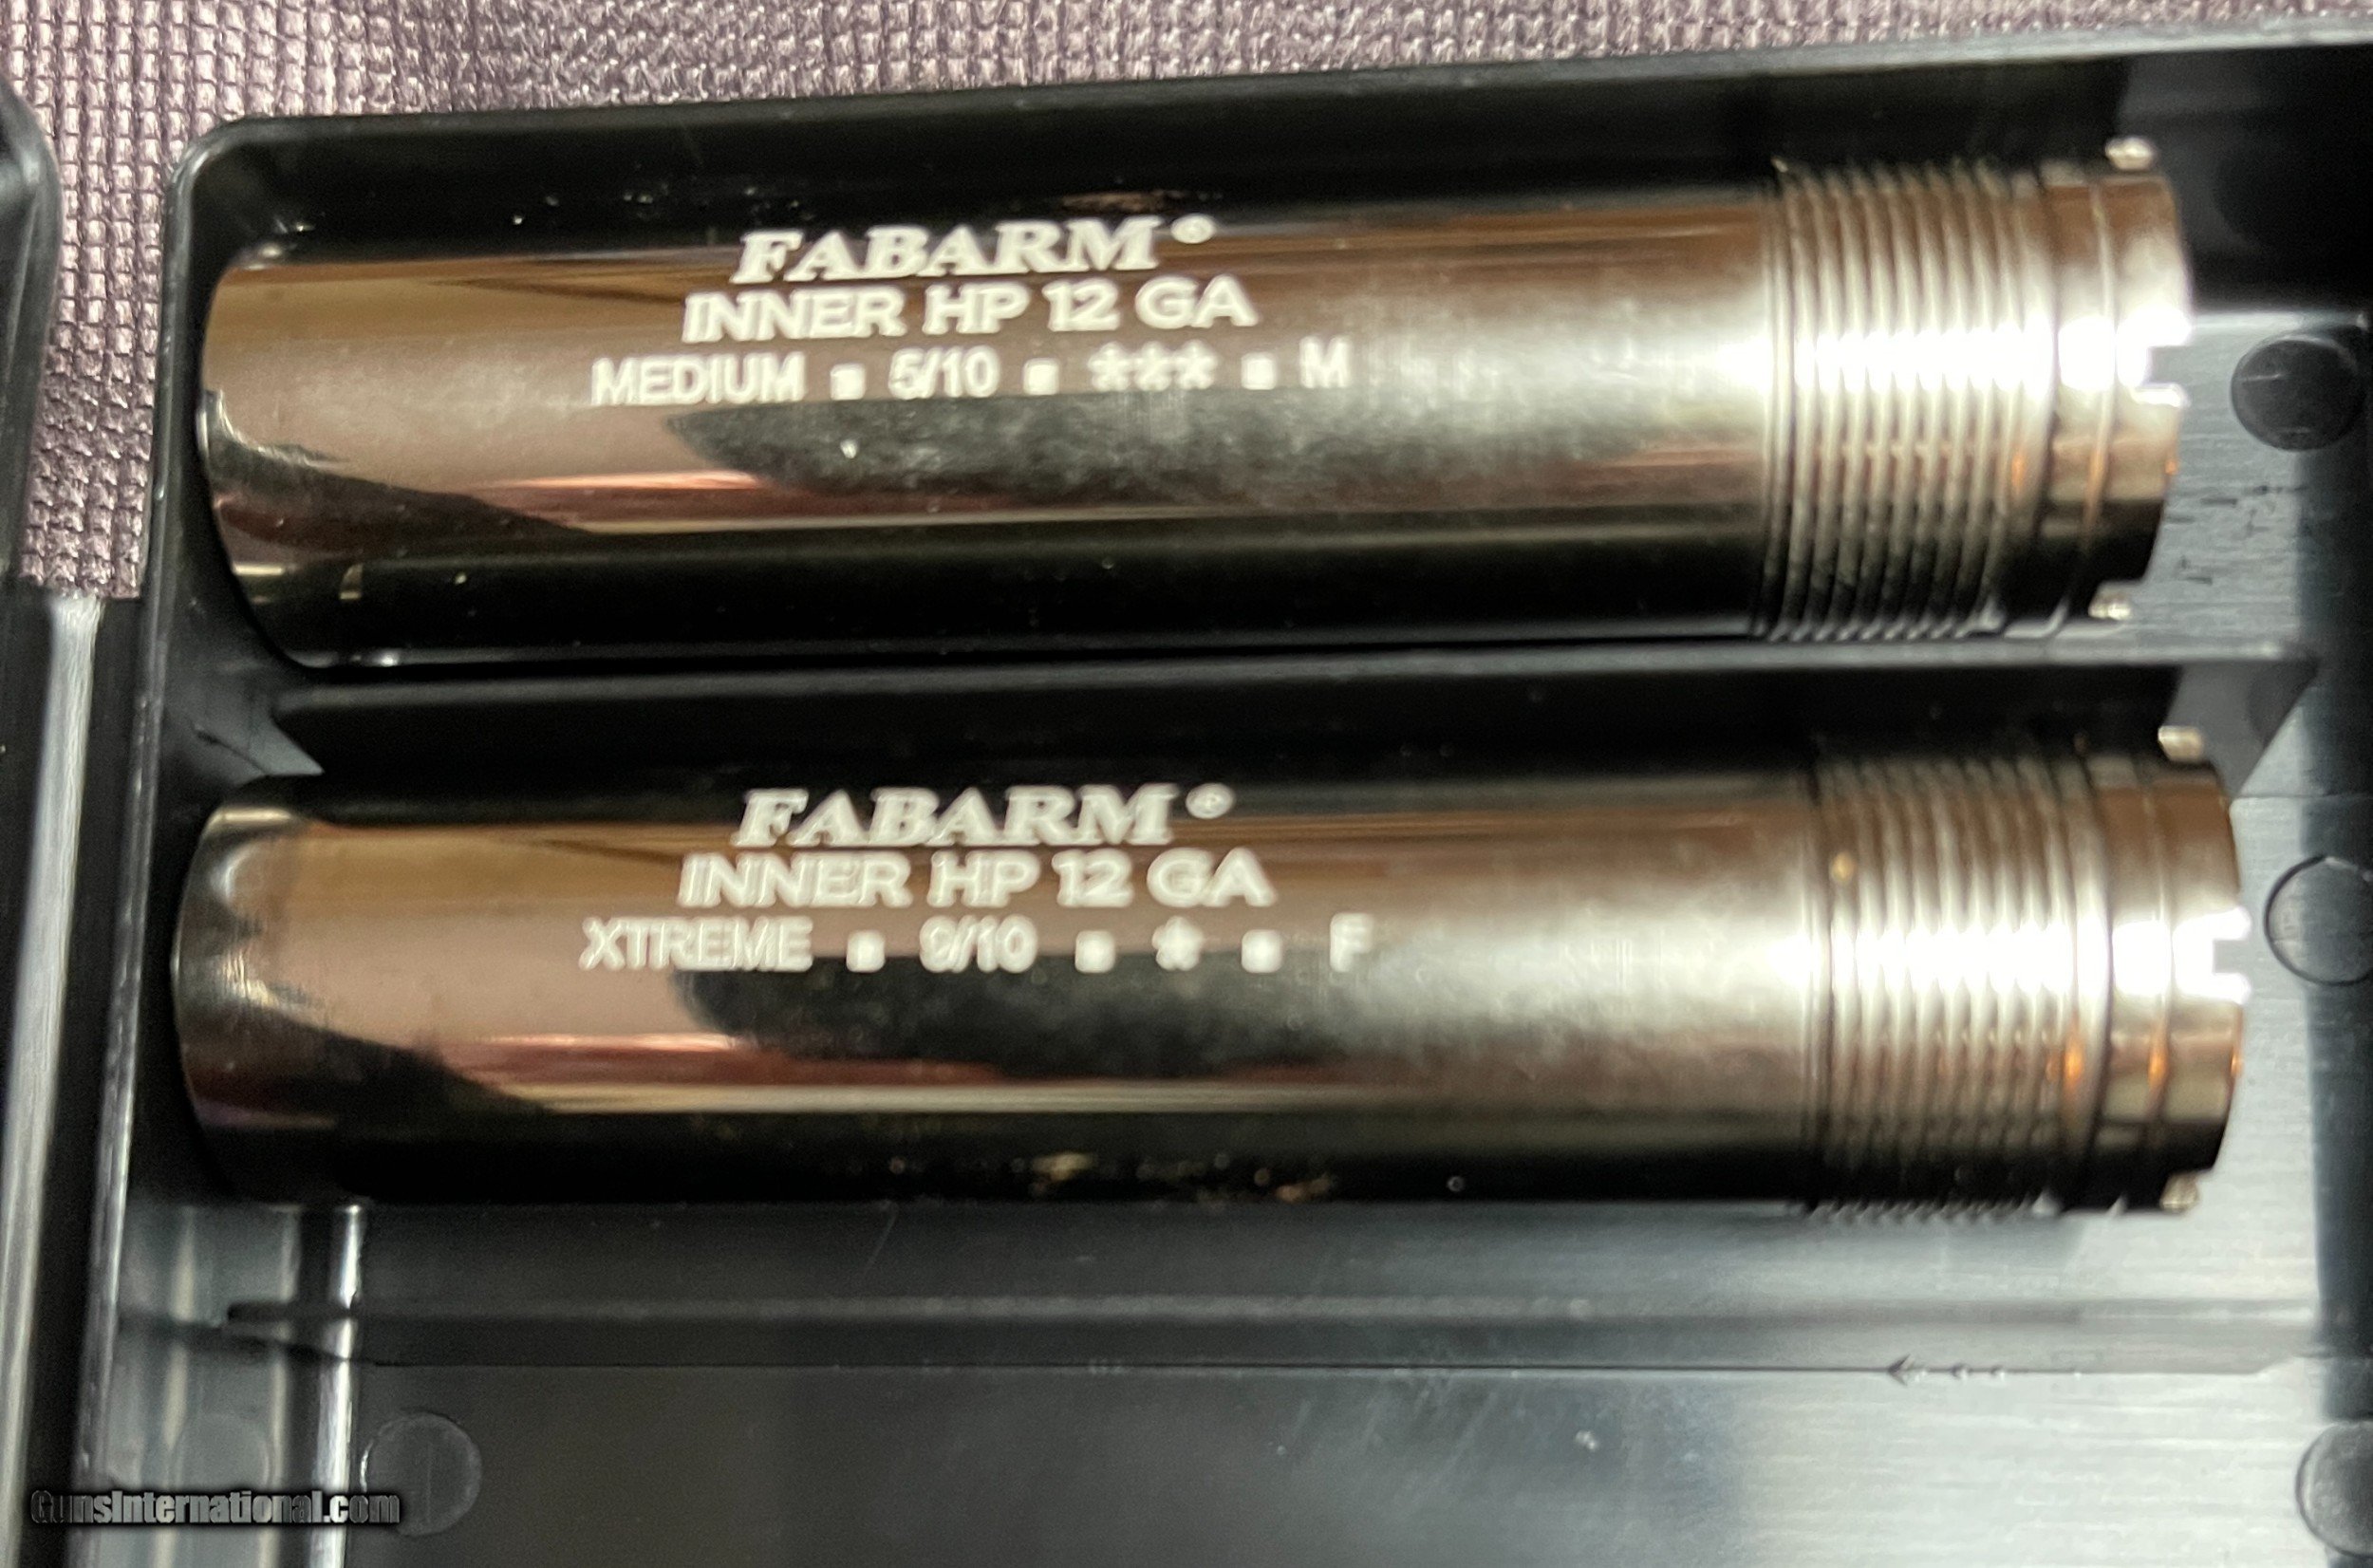 FABARM®
INNER HP 12 GA
MEDIUM ▪ 5/10 ▪ *** ▪ M
FABARM®
INNER HP 12 GA
XTREME ▪ 9/10 ▪ * ▪ F
GunsInternational.com